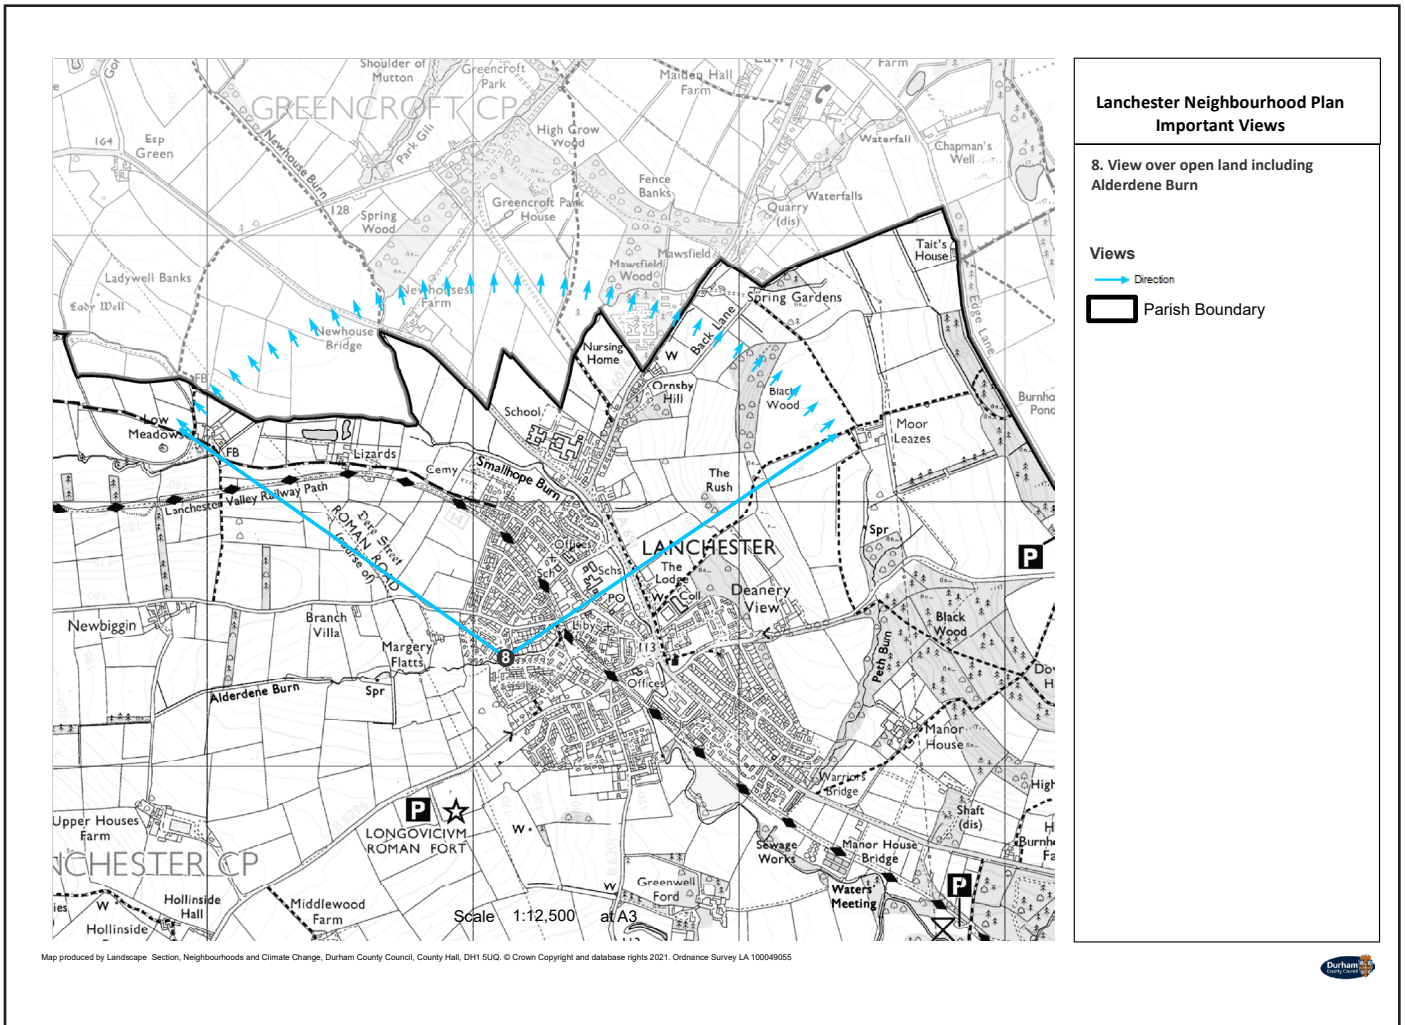 Lanchester Neighbourhood Plan
Important Views
8. View over open land including
Alderdene Burn
Views
Direction
Parish Boundary
Shoulder of
Mutton
Greencroft
Park
Maiden Hall
Farm
Farm
GREENCROFT CP
164
Esp
Green
Newhouse Burn
Park Gill
High Crow
Wood
Waterfall
Chapman's
Well
Fence
Banks
128
Spring
Wood
Greencroft Park
House
Quarry
(dis)
Waterfalls
Tait's
House
Mawsfield
Mawsfield
Wood
Ladywell Banks
Lady Well
Newhouses
Farm
Spring Gardens
Edge Lane
Newhouse
Bridge
Back Lane
Nursing
Home
W
FB
Ornsby
Hill
Black
Wood
School
Low
Meadows
FB
Lizards
Cemy
Smallhope Burn
Moor
Leazes
The
Rush
Lanchester Valley Railway Path
Dere Street
ROMAN ROAD
(course of)
Spr
Offices
LANCHESTER
P
Sch
Schs
The
Lodge
W
Coll
PO
Deanery
View
Newbiggin
Branch
Villa
Liby
Black
Wood
Margery
Flatts
8
113
Peth Burn
Alderdene Burn
Spr
Offices
Manor
House
Warriors
Bridge
High
Upper Houses
Farm
P
LONGOVICIVM
ROMAN FORT
W
Shaft
(dis)
NCHESTER CP
Sewage
Works
Manor House
Bridge
Greenwell
Ford
W
Waters'
Meeting
P
Hollinside
Hall
W
Middlewood
Farm
Hollinside
Scale 1:12,500 at A3
Map produced by Landscape Section, Neighbourhoods and Climate Change, Durham County Council, County Hall, DH1 5UQ. © Crown Copyright and database rights 2021. Ordnance Survey LA 100049055
Durham
County Council